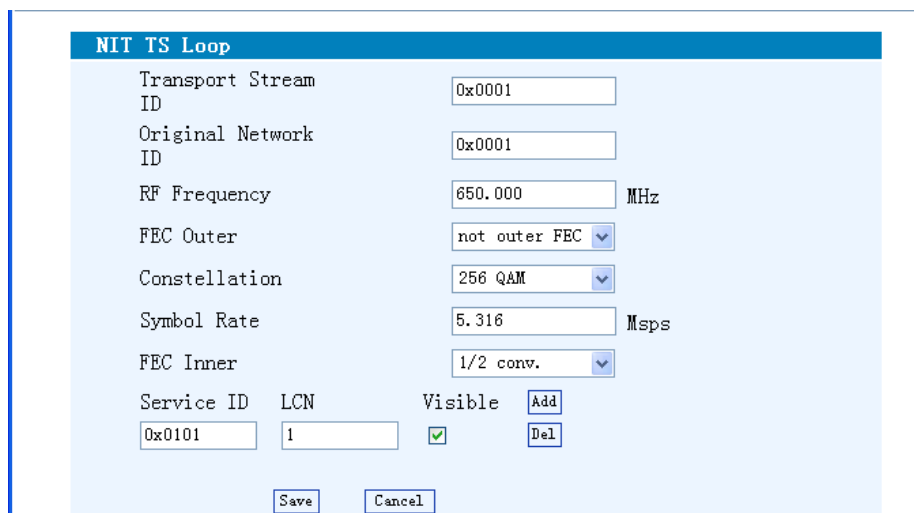 NIT TS Loop
Transport Stream
ID
0x0001
Original Network
ID
0x0001
RF Frequency 650.000 MHz
FEC Outer not outer FEC
Constellation 256 QAM
Symbol Rate 5.316 Msps
FEC Inner 1/2 conv.
Service ID LCN Visible Add
0x0101 1 Del
Save Cancel